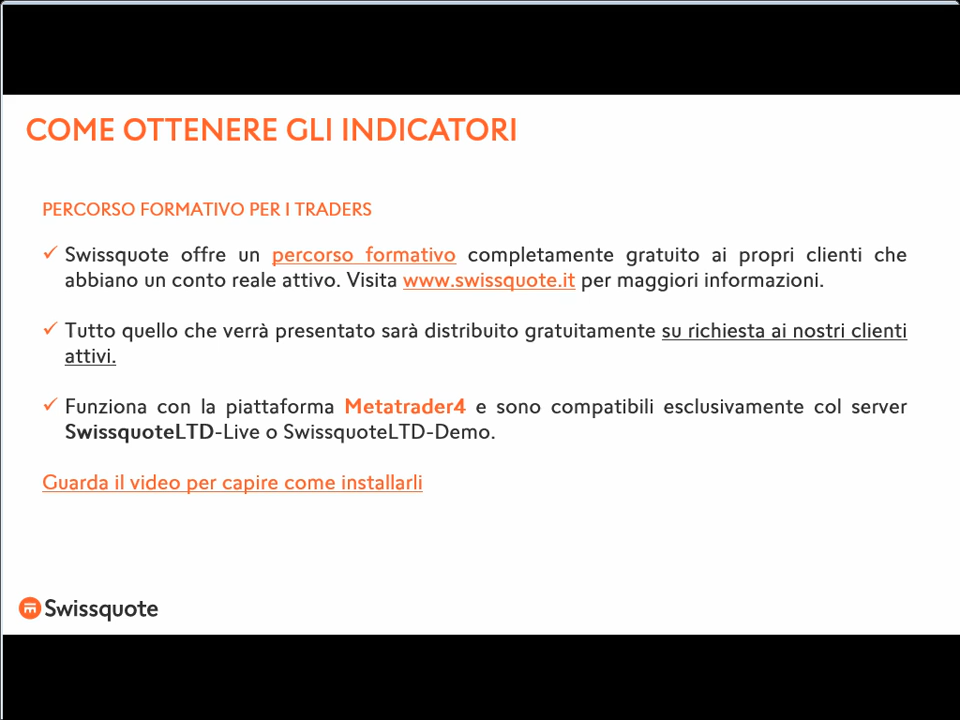 COME OTTENERE GLI INDICATORI
PERCORSO FORMATIVO PER I TRADERS
Swissquote offre un percorso formativo completamente gratuito ai propri clienti che
abbiano un conto reale attivo. Visita www.swissquote.it per maggiori informazioni.
Tutto quello che verrà presentato sarà distribuito gratuitamente su richiesta ai nostri clienti
attivi.
Funziona con la piattaforma Metatrader4 e sono compatibili esclusivamente col server
SwissquoteLTD-Live o SwissquoteLTD-Demo.
Guarda il video per capire come installarli
Swissquote